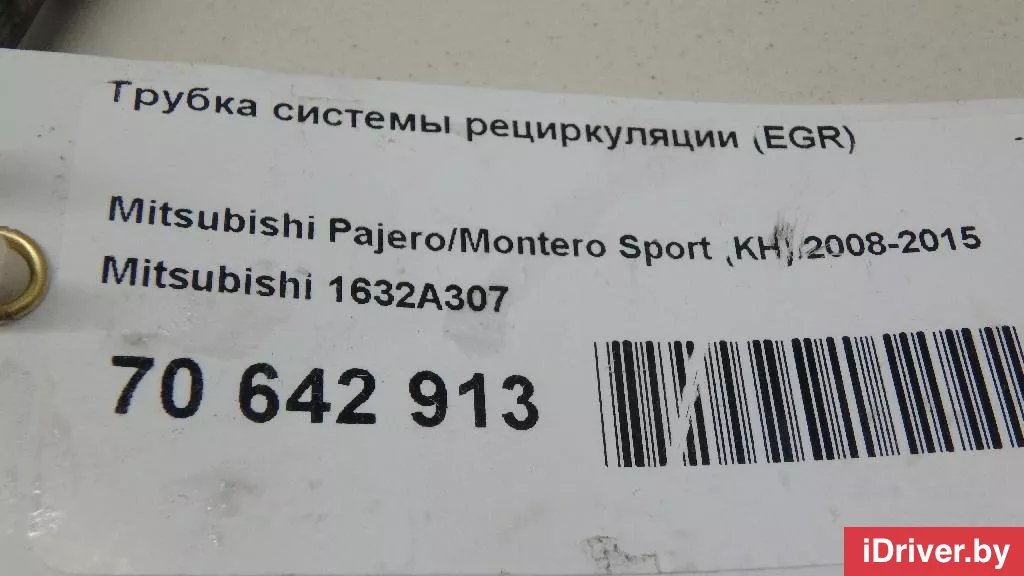 Трубка системы рециркуляции (EGR)
Mitsubishi Pajero/Montero Sport (KH) 2008-2015
Mitsubishi 1632A307
70 642 913
iDriver.by